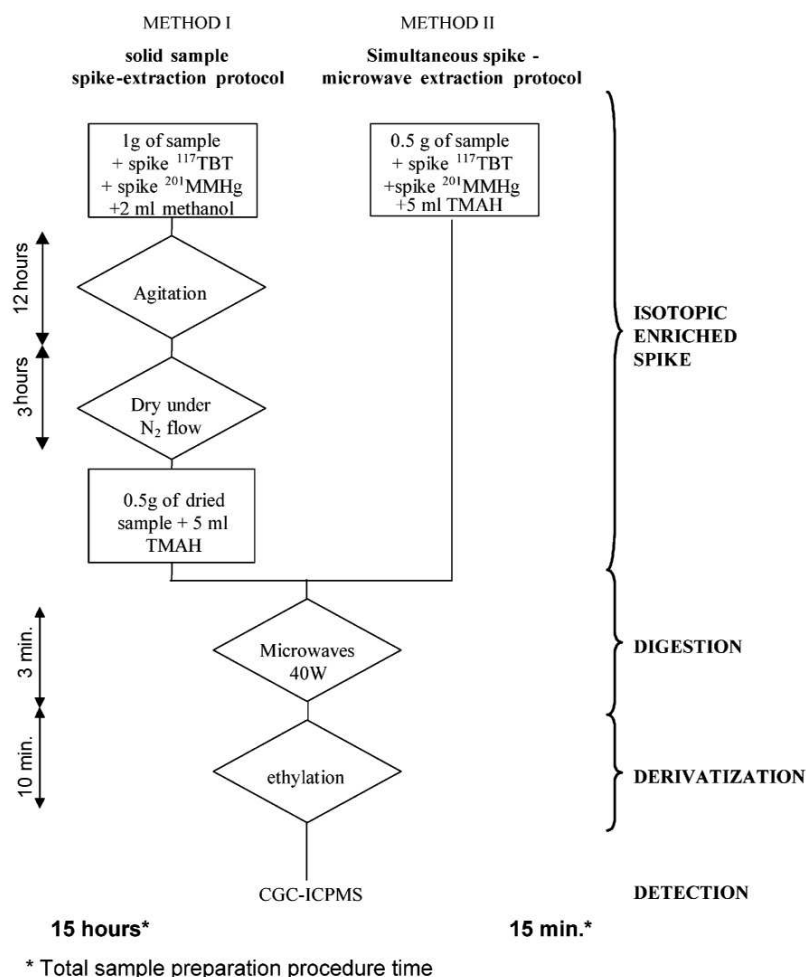 METHOD I
solid sample
spike-extraction protocol
METHOD II
Simultaneous spike -
microwave extraction protocol
1g of sample
+ spike ¹¹⁷TBT
+ spike ²⁰¹MMHg
+2 ml methanol
0.5 g of sample
+ spike ¹¹⁷TBT
+spike ²⁰¹MMHg
+5 ml TMAH
12 hours
Agitation
3 hours
Dry under
N₂ flow
0.5g of dried
sample + 5 ml
TMAH
ISOTOPIC
ENRICHED
SPIKE
3 min.
Microwaves
40W
DIGESTION
10 min.
ethylation
DERIVATIZATION
CGC-ICPMS
DETECTION
15 hours*
15 min.*
* Total sample preparation procedure time